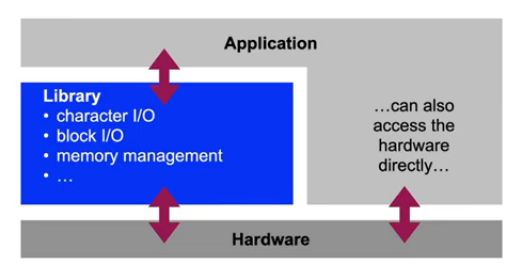 Application
Library
• character I/O
• block I/O
• memory management
• ...
...can also
access the
hardware
directly...
Hardware